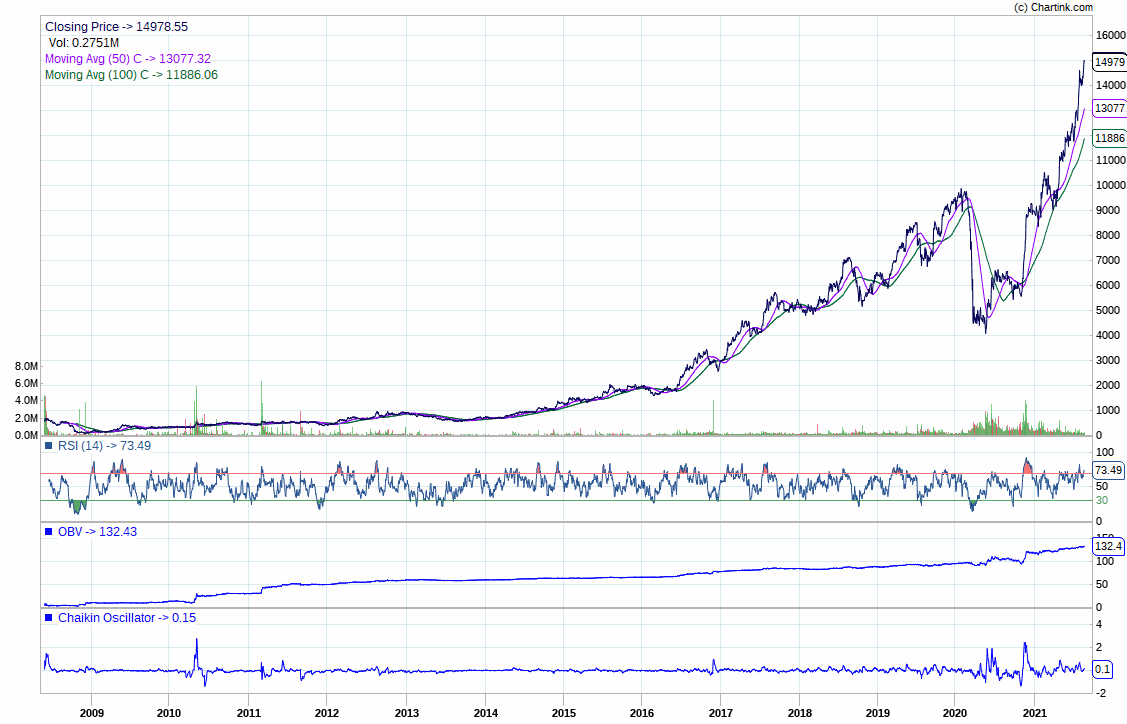 (c) Chartink.com
Closing Price -> 14978.55
Vol: 0.2751M
Moving Avg (50) C -> 13077.32
Moving Avg (100) C -> 11886.06
16000
14979
14000
13077
11886
11000
10000
9000
8000
7000
6000
5000
4000
3000
2000
1000
0
8.0M
6.0M
4.0M
2.0M
0.0M
RSI (14) -> 73.49
100
73.49
50
30
0
OBV -> 132.43
150
132.4
100
50
0
Chaikin Oscillator -> 0.15
4
2
0.1
-2
2009 2010 2011 2012 2013 2014 2015 2016 2017 2018 2019 2020 2021